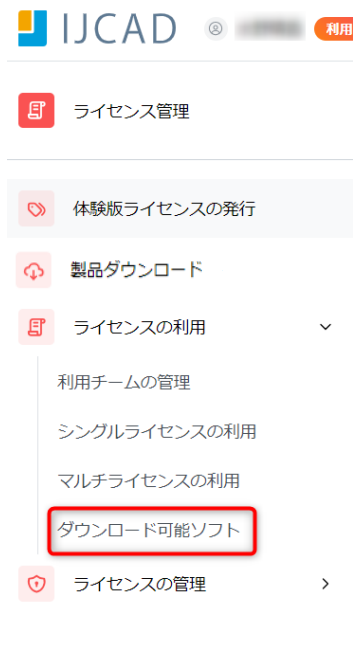 IJCAD
利用
ライセンス管理
体験版ライセンスの発行
製品ダウンロード
ライセンスの利用
利用チームの管理
シングルライセンスの利用
マルチライセンスの利用
ダウンロード可能ソフト
ライセンスの管理